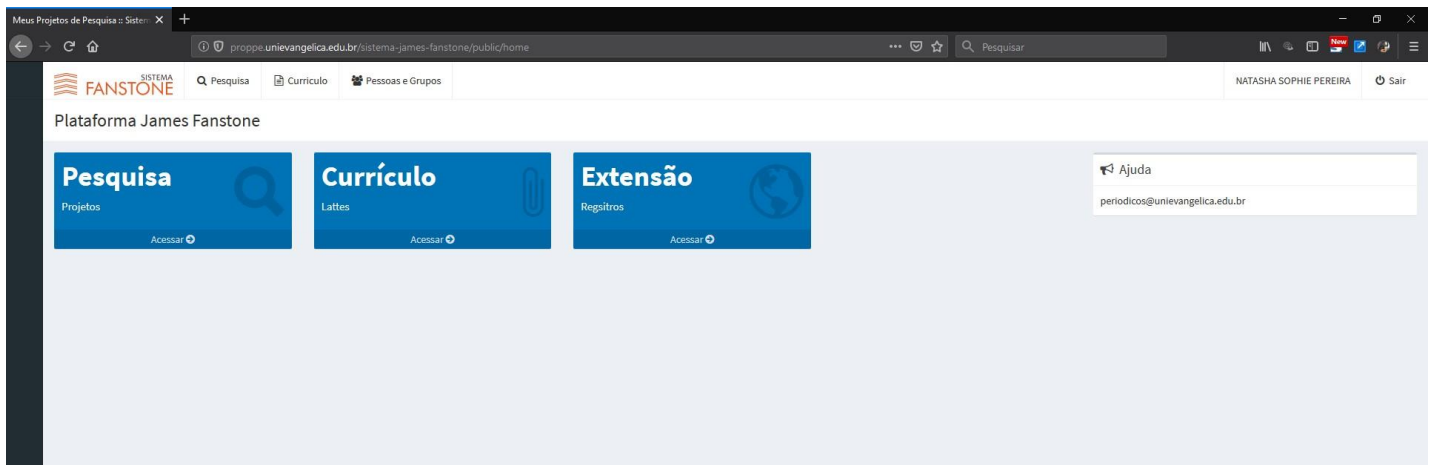 Meus Projetos de Pesquisa :: Sistem
proppe.unievangelica.edu.br/sistema-james-fanstone/public/home
Pesquisar
New
SISTEMA
FANSTONE
Pesquisa
Curriculo
Pessoas e Grupos
NATASHA SOPHIE PEREIRA
Sair
Plataforma James Fanstone
Pesquisa
Projetos
Acessar
Currículo
Lattes
Acessar
Extensão
Regsitros
Acessar
Ajuda
periodicos@unievangelica.edu.br